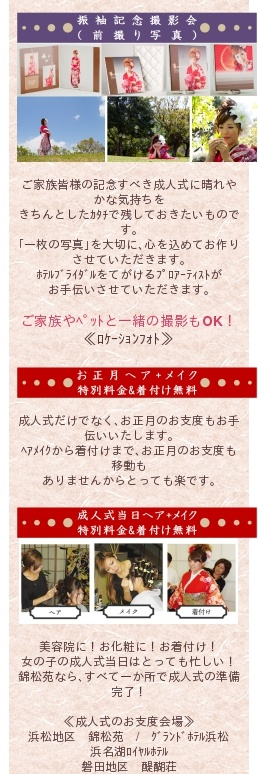 振袖記念撮影会
(前撮り写真)
ご家族皆様の記念すべき成人式に晴れや
かな気持ちを
きちんとしたｶﾀﾁで残しておきたいもので
す。
「一枚の写真」を大切に、心を込めてお作り
させていただきます。
ﾎﾃﾙﾌﾞﾗｲﾀﾞﾙをてがけるﾌﾟﾛｱｰﾃｨｽﾄが
お手伝いさせていただきます。
ご家族やﾍﾟｯﾄと一緒の撮影もOK！
≪ﾛｹｰｼｮﾝﾌｫﾄ≫
お正月ヘア+メイク
特別料金&着付け無料
成人式だけでなく､お正月のお支度もお手
伝いいたします。
ﾍｱﾒｲｸから着付けまで､お正月のお支度も
移動も
ありませんからとっても楽です。
成人式当日ヘア+メイク
特別料金&着付け無料
ヘア
メイク
着付け
美容院に！お化粧に！お着付け！
女の子の成人式当日はとっても忙しい！
錦松苑なら､すべて一か所で成人式の準備
完了！
≪成人式のお支度会場≫
浜松地区　錦松苑　/　ｸﾞﾗﾝﾄﾞﾎﾃﾙ浜松
浜名湖ﾛｲﾔﾙﾎﾃﾙ
磐田地区　醍醐荘